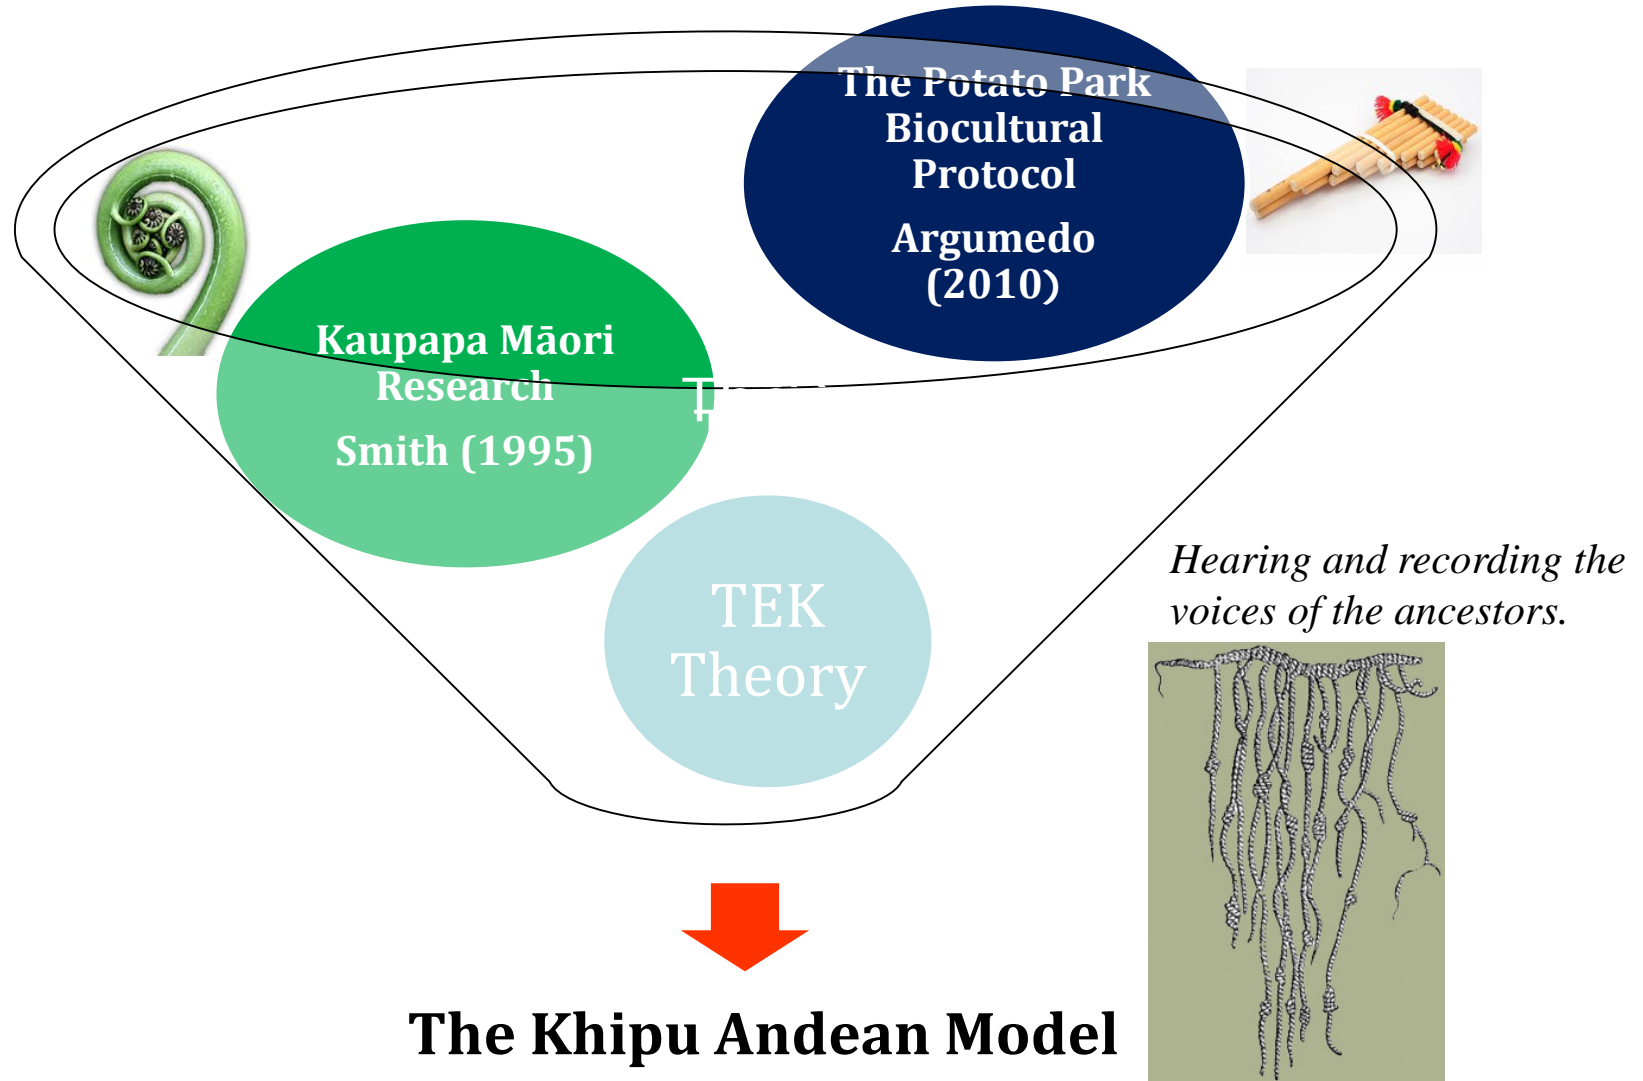 The Potato Park
Biocultural
Protocol
Argumedo
(2010)
Kaupapa Māori
Research
Smith (1995)
TEK
Theory
Hearing and recording the
voices of the ancestors.
The Khipu Andean Model